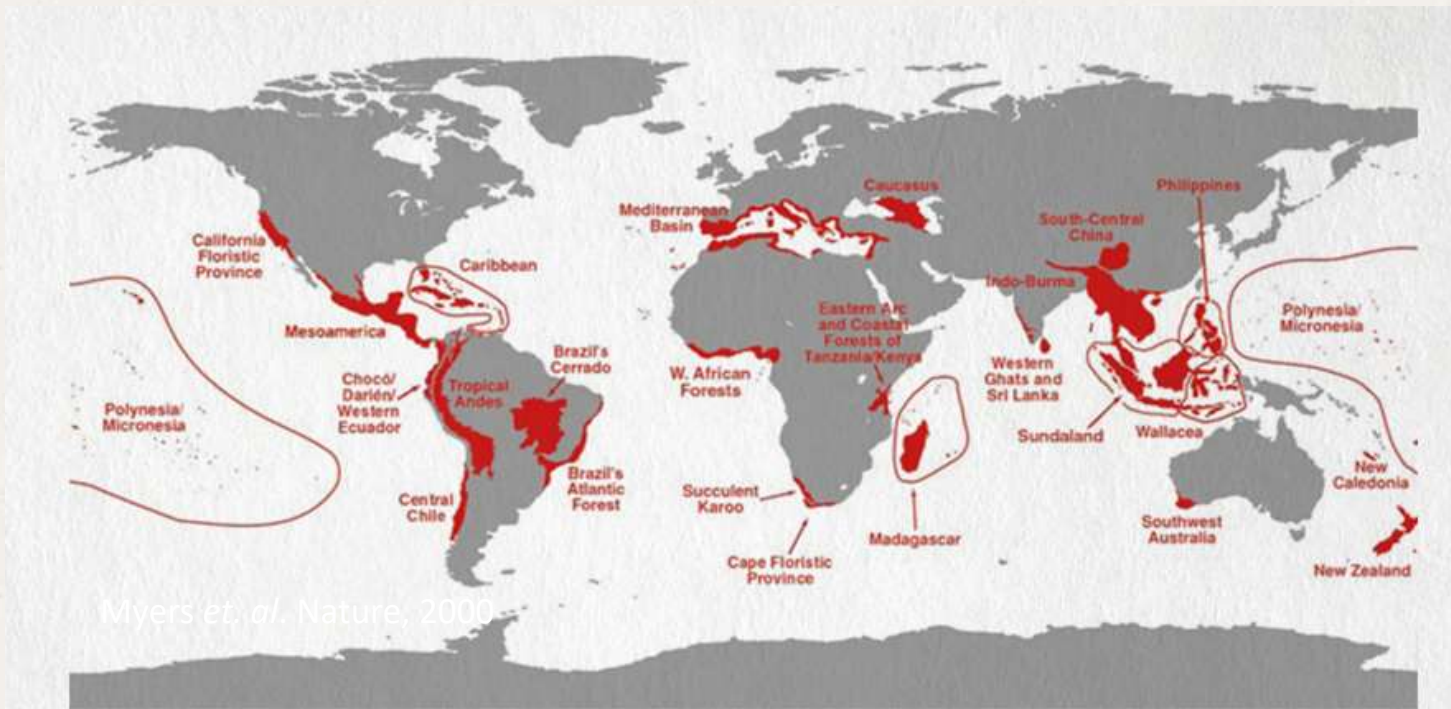 Caucasus
Philippines
Mediterranean
Basin
South-Central
China
California
Floristic
Province
Caribbean
Indo-Burma
Polynesia/
Micronesia
Mesoamerica
Eastern Arc
and Coastal
Forests of
Tanzania/Kenya
Brazil's
Cerrado
W. African
Forests
Western
Ghats and
Sri Lanka
Chocó/
Darién/
Western
Ecuador
Tropical
Andes
Polynesia/
Micronesia
Sundaland
Wallacea
New
Caledonia
Central
Chile
Brazil's
Atlantic
Forest
Succulent
Karoo
Madagascar
Southwest
Australia
Cape Floristic
Province
New Zealand
Myers et. al. Nature, 2000